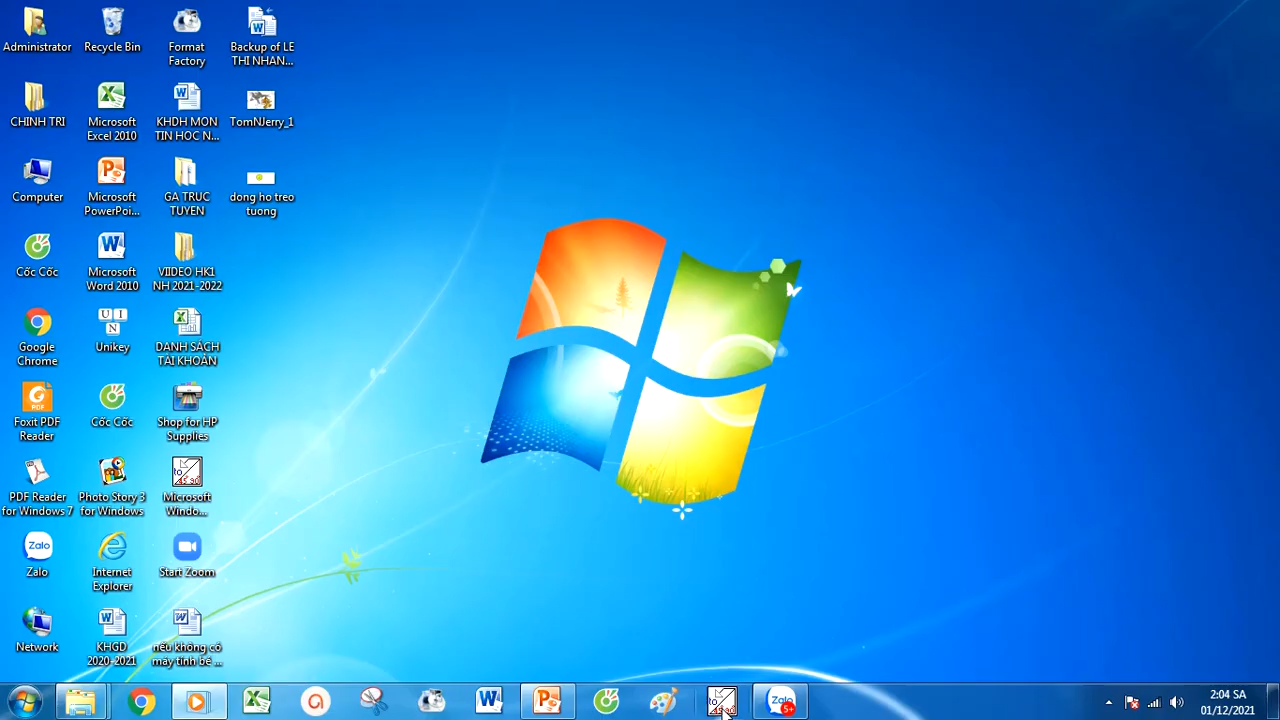 Administrator
Recycle Bin
Format
Factory
Backup of LE
THI NHAN...
CHINH TRI
Microsoft
Excel 2010
KHDH MON
TIN HOC N...
TomNJerry_1
Computer
Microsoft
PowerPoi...
GA TRUC
TUYEN
dong ho treo
tuong
Cốc Cốc
Microsoft
Word 2010
VIIDEO HK1
NH 2021-2022
Google
Chrome
Unikey
DANH SÁCH
TÀI KHOẢN
Foxit PDF
Reader
Cốc Cốc
Shop for HP
Supplies
PDF Reader
for Windows 7
Photo Story 3
for Windows
Microsoft
Windo...
Zalo
Zalo
Internet
Explorer
Start Zoom
Network
KHGD
2020-2021
nếu không có
máy tính bể ...
Zalo
5+
2:04 SA
01/12/2021